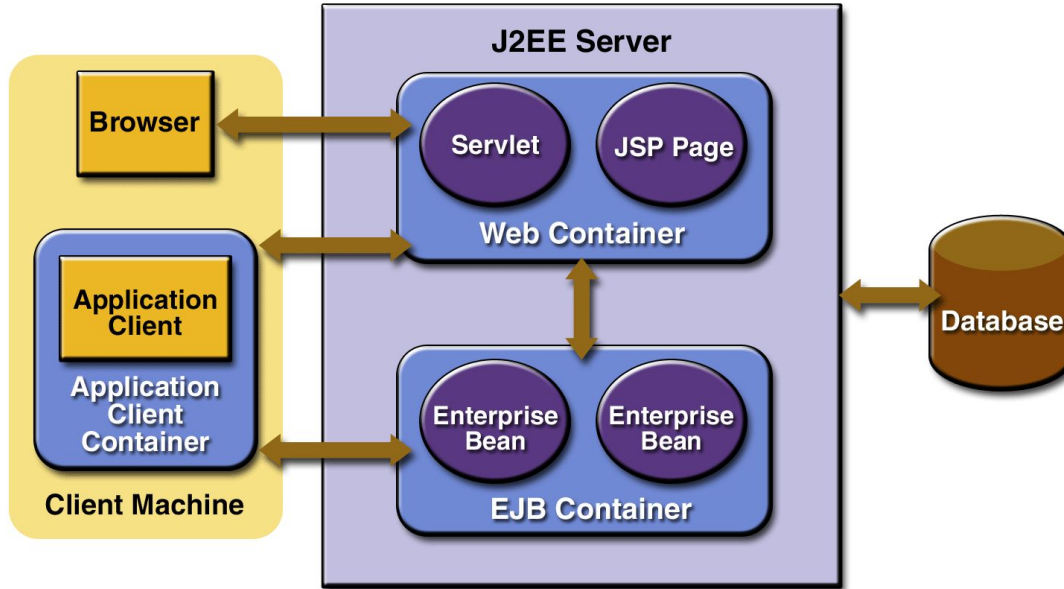 J2EE Server
Browser
Servlet
JSP Page
Web Container
Application
Client
Application
Client
Container
Client Machine
Enterprise
Bean
Enterprise
Bean
EJB Container
Database